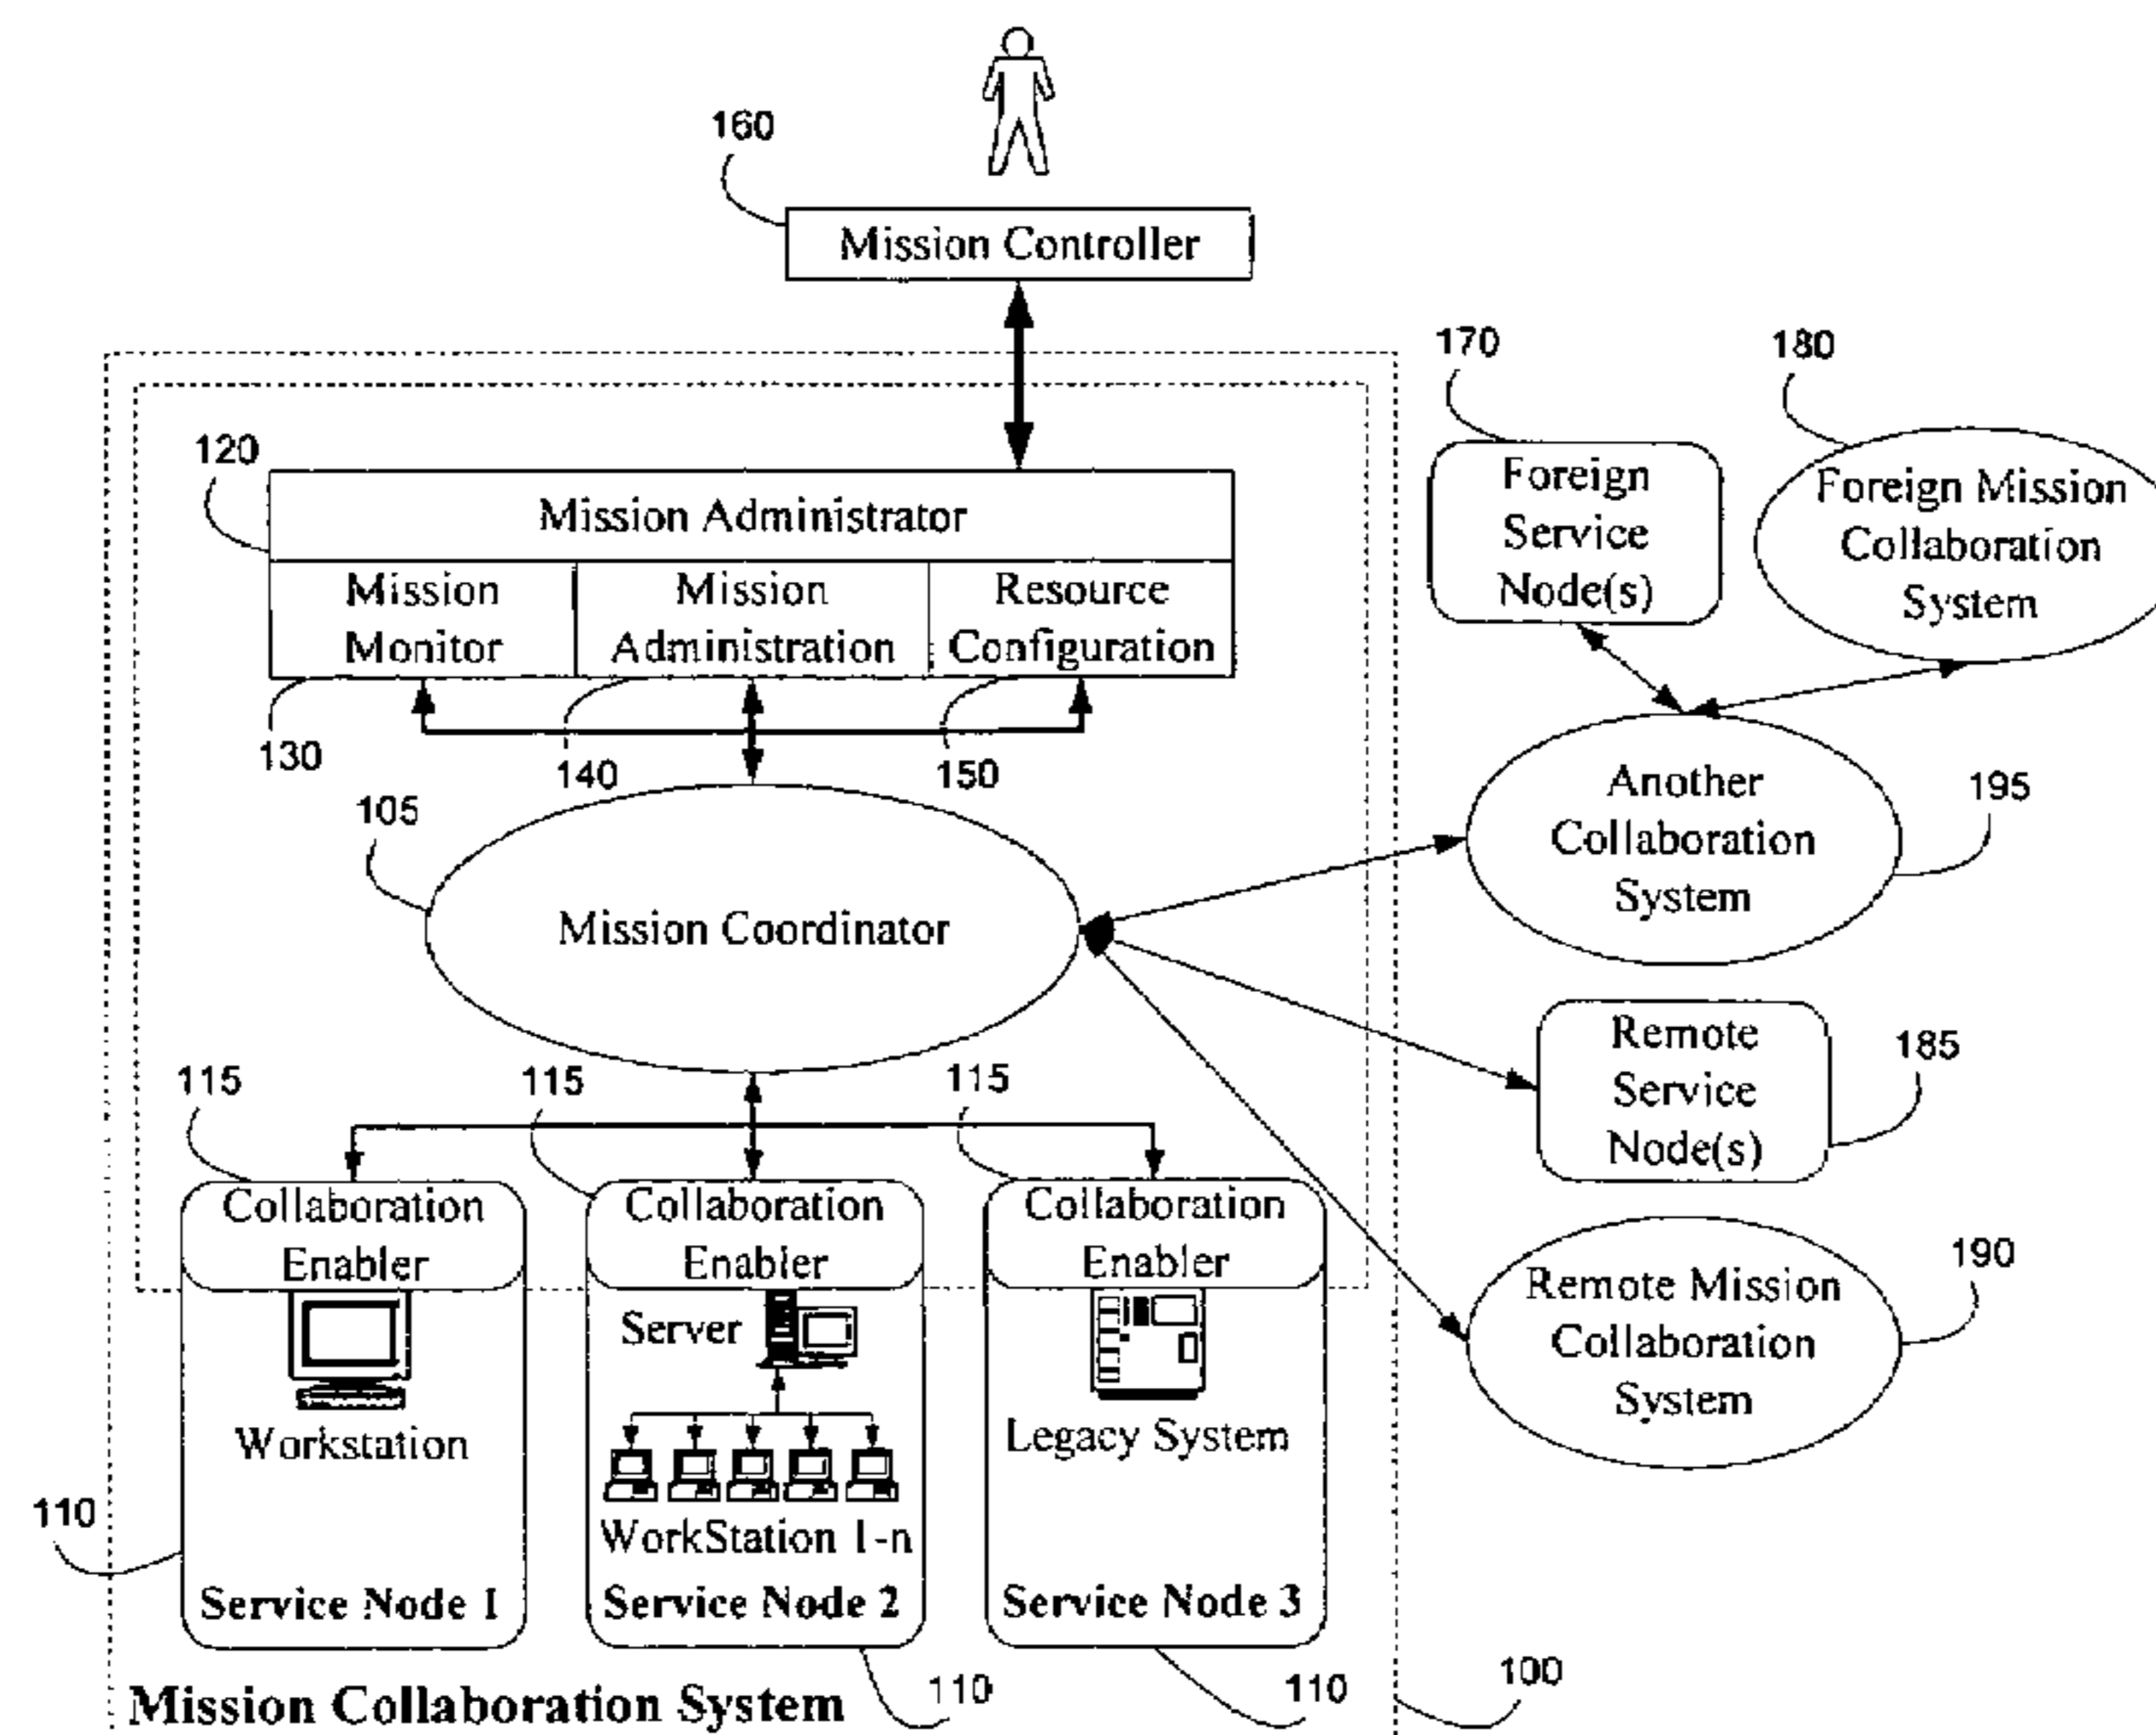 160
Mission Controller
170
180
120
Mission Administrator
Mission
Monitor
Mission
Administration
Resource
Configuration
Foreign
Service
Node(s)
Foreign Mission
Collaboration
System
130
140
150
105
Mission Coordinator
Another
Collaboration
System
195
Remote
Service
Node(s)
185
115
115
115
Collaboration
Enabler
Collaboration
Enabler
Collaboration
Enabler
Remote Mission
Collaboration
System
190
Workstation
Server
WorkStation 1-n
Legacy System
110
Service Node 1
Service Node 2
Service Node 3
Mission Collaboration System
110
110
100